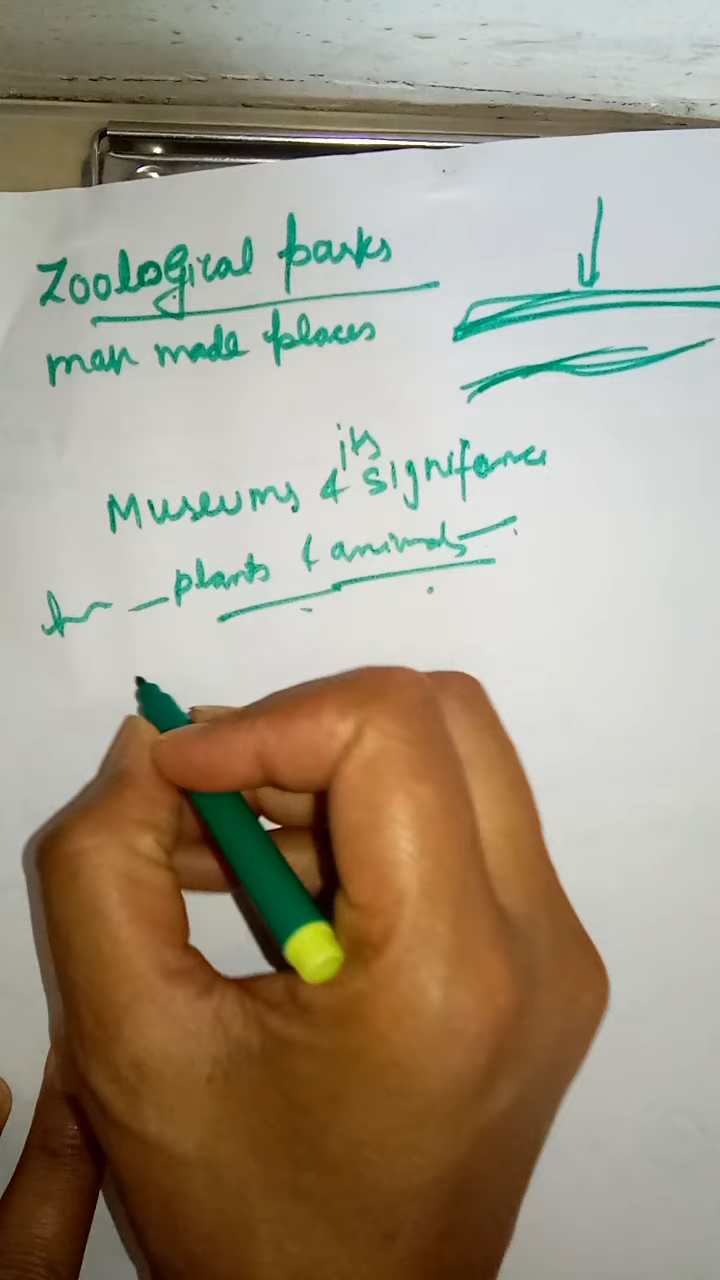 Zoological parks
man made places
its
Museums & Significance
plants & animals